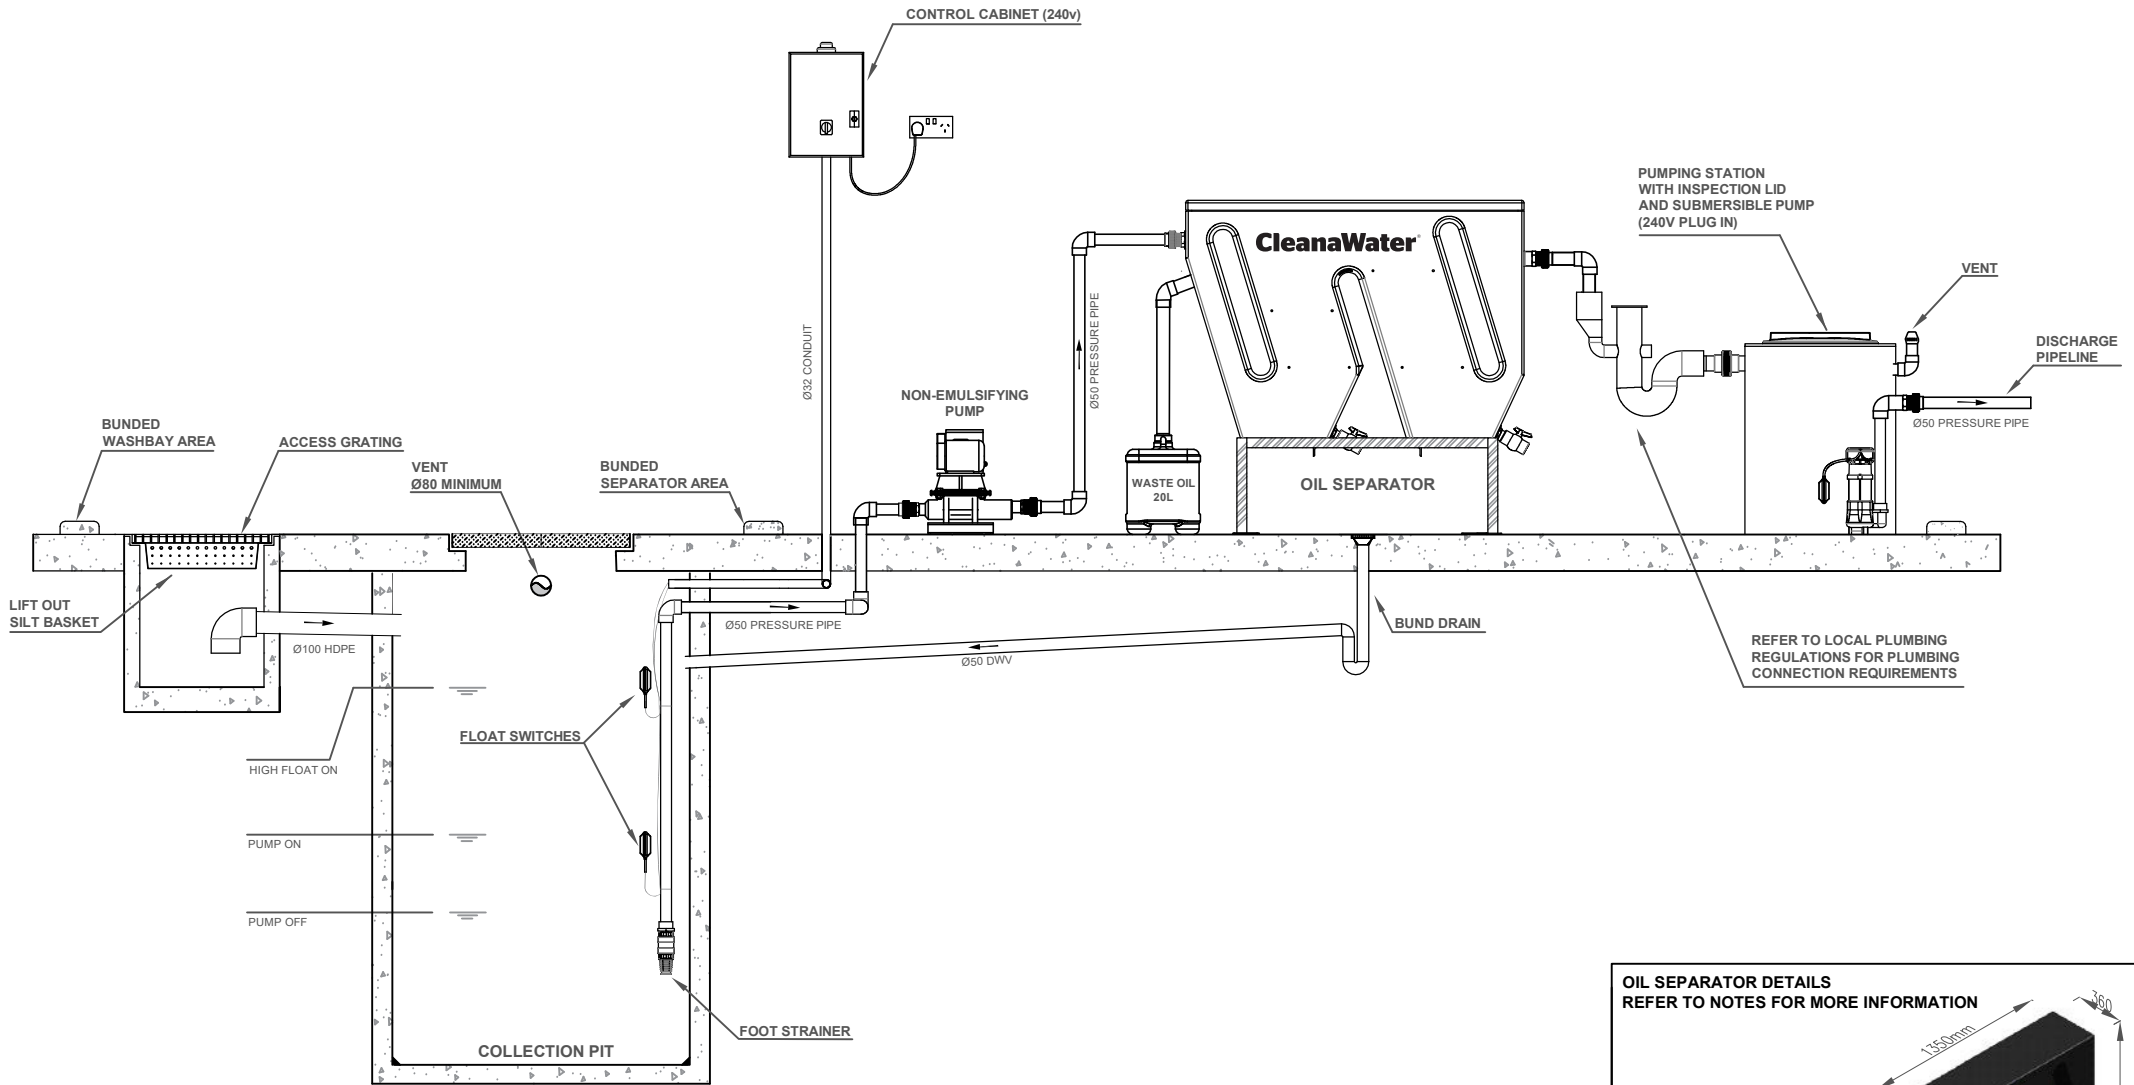 CONTROL CABINET (240v)
PUMPING STATION
WITH INSPECTION LID
AND SUBMERSIBLE PUMP
(240V PLUG IN)
CleanaWater
VENT
DISCHARGE
PIPELINE
Ø50 PRESSURE PIPE
Ø32 CONDUIT
Ø50 PRESSURE PIPE
NON-EMULSIFYING
PUMP
BUNDED
WASHBAY AREA
ACCESS GRATING
VENT
Ø80 MINIMUM
BUNDED
SEPARATOR AREA
WASTE OIL
20L
OIL SEPARATOR
LIFT OUT
SILT BASKET
Ø100 HDPE
Ø50 PRESSURE PIPE
Ø50 DWV
BUND DRAIN
REFER TO LOCAL PLUMBING
REGULATIONS FOR PLUMBING
CONNECTION REQUIREMENTS
FLOAT SWITCHES
HIGH FLOAT ON
PUMP ON
PUMP OFF
FOOT STRAINER
COLLECTION PIT
OIL SEPARATOR DETAILS
REFER TO NOTES FOR MORE INFORMATION
1350mm
360